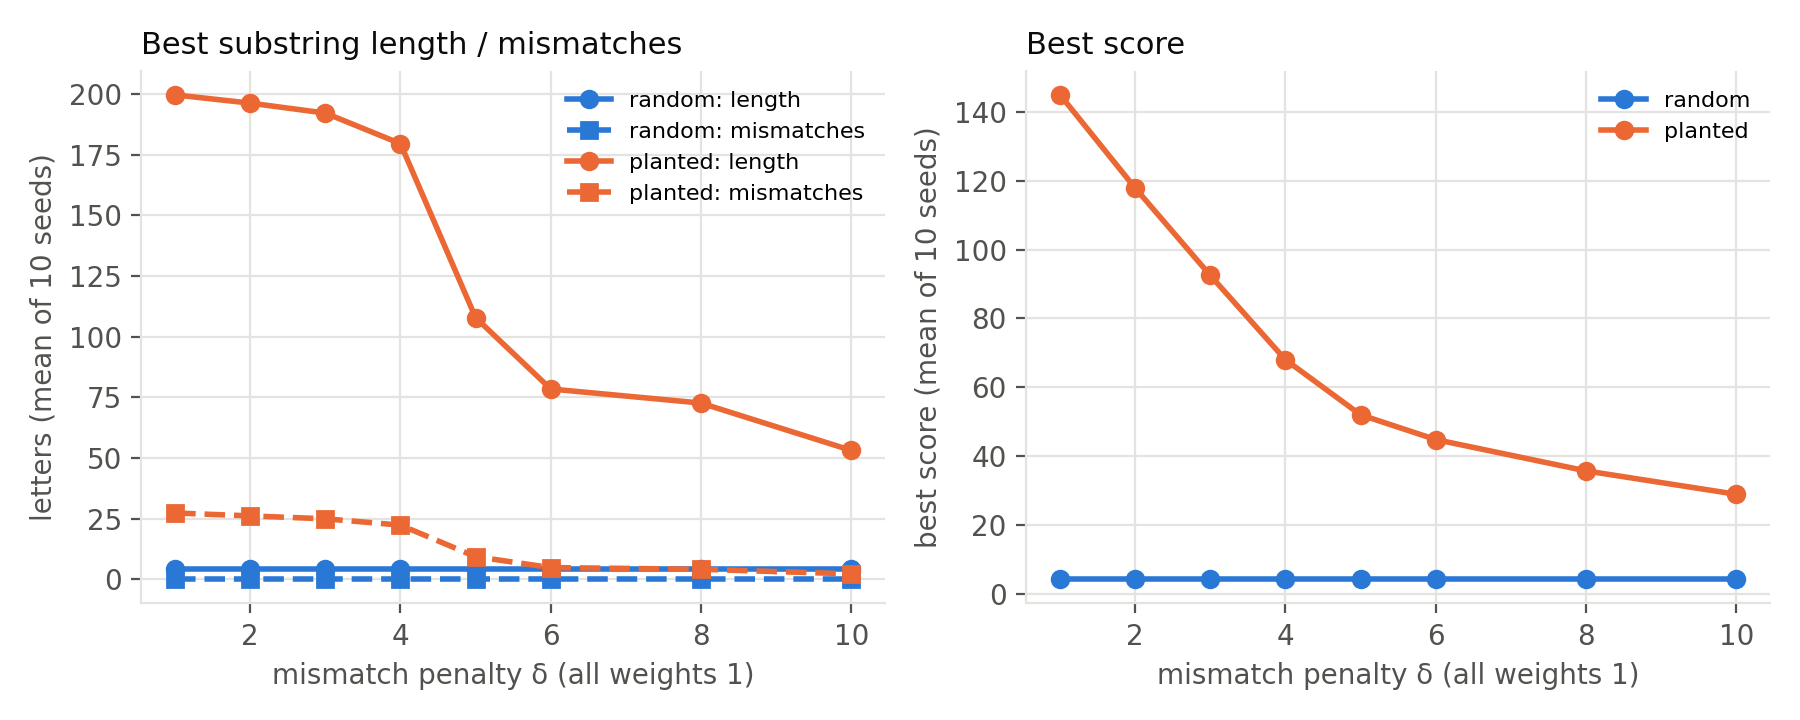 Best substring length / mismatches
letters (mean of 10 seeds)
200
175
150
125
100
75
50
25
0
random: length
random: mismatches
planted: length
planted: mismatches
2 4 6 8 10
mismatch penalty δ (all weights 1)
Best score
best score (mean of 10 seeds)
140
120
100
80
60
40
20
0
random
planted
2 4 6 8 10
mismatch penalty δ (all weights 1)